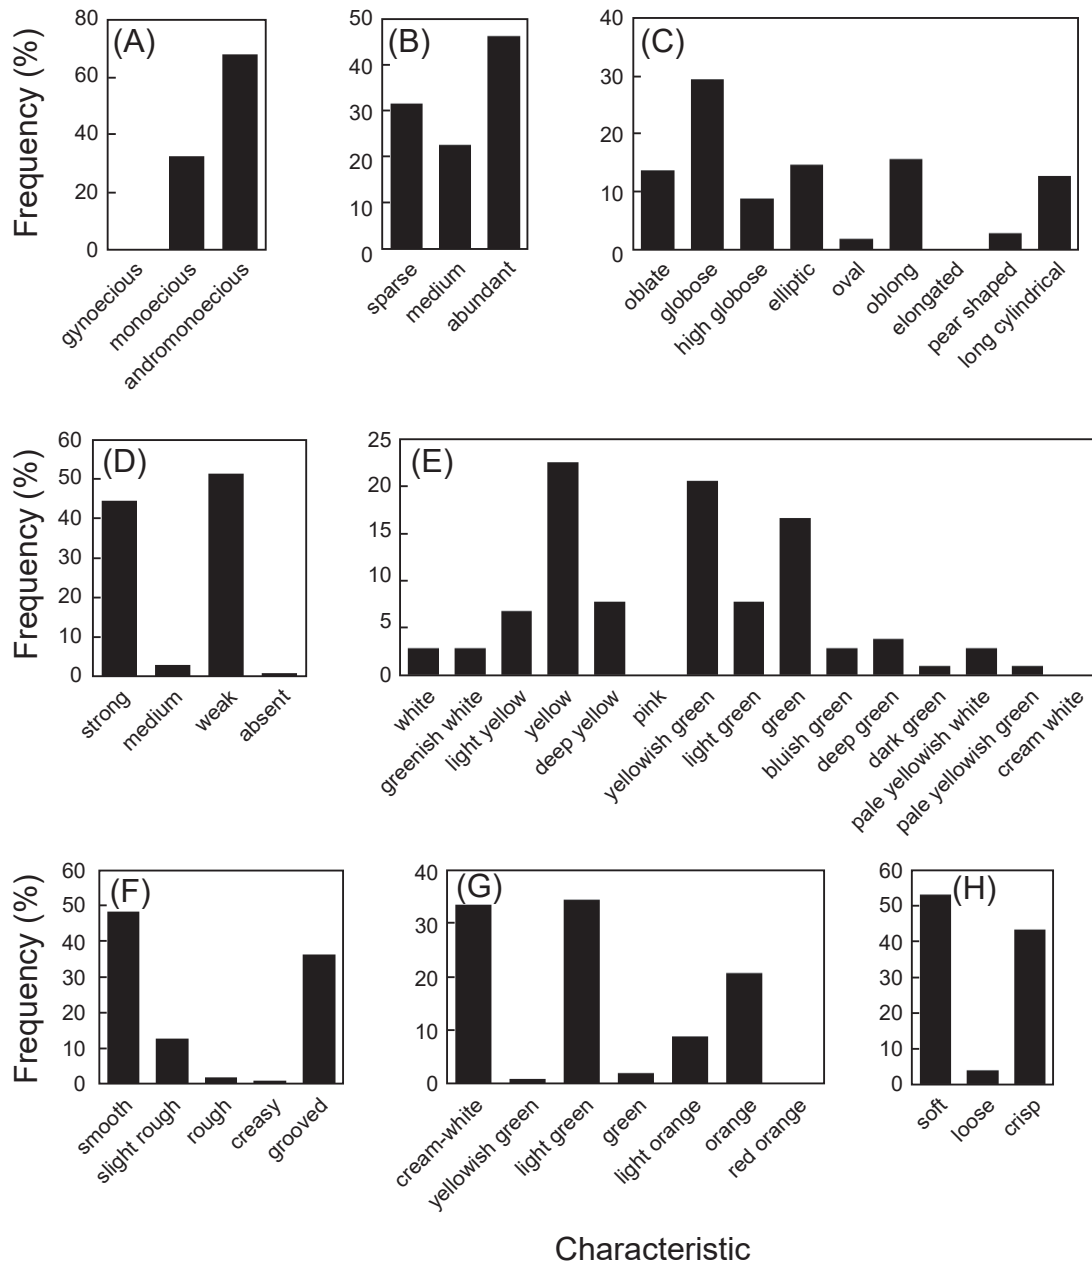 Frequency (%)
(A)
80
60
40
20
0
gynoecious
monoecious
andromonoecious
(B)
50
40
30
20
10
0
sparse
medium
abundant
(C)
40
30
20
10
0
oblate
globose
high globose
elliptic
oval
oblong
elongated
pear shaped
long cylindrical
Frequency (%)
(D)
60
50
40
30
20
10
0
strong
medium
weak
absent
(E)
25
20
15
10
5
0
white
greenish white
light yellow
yellow
deep yellow
pink
yellowish green
light green
green
bluish green
deep green
dark green
pale yellowish white
pale yellowish green
cream white
Frequency (%)
(F)
60
50
40
30
20
10
0
smooth
slight rough
rough
creasy
grooved
(G)
40
30
20
10
0
cream-white
yellowish green
light green
green
light orange
orange
red orange
(H)
60
50
40
30
20
10
0
soft
loose
crisp
Characteristic